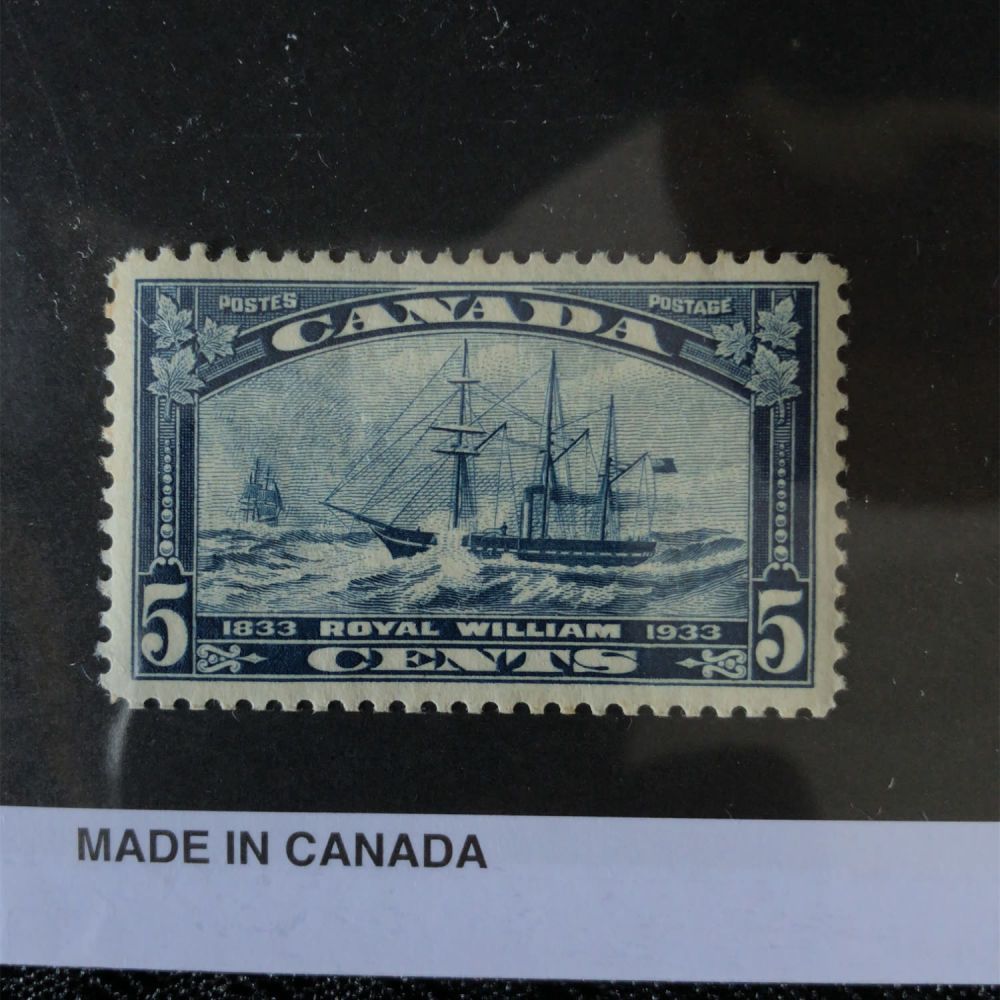 POSTES POSTAGE
CANADA
5 5
1833 ROYAL WILLIAM 1933
CENTS
MADE IN CANADA